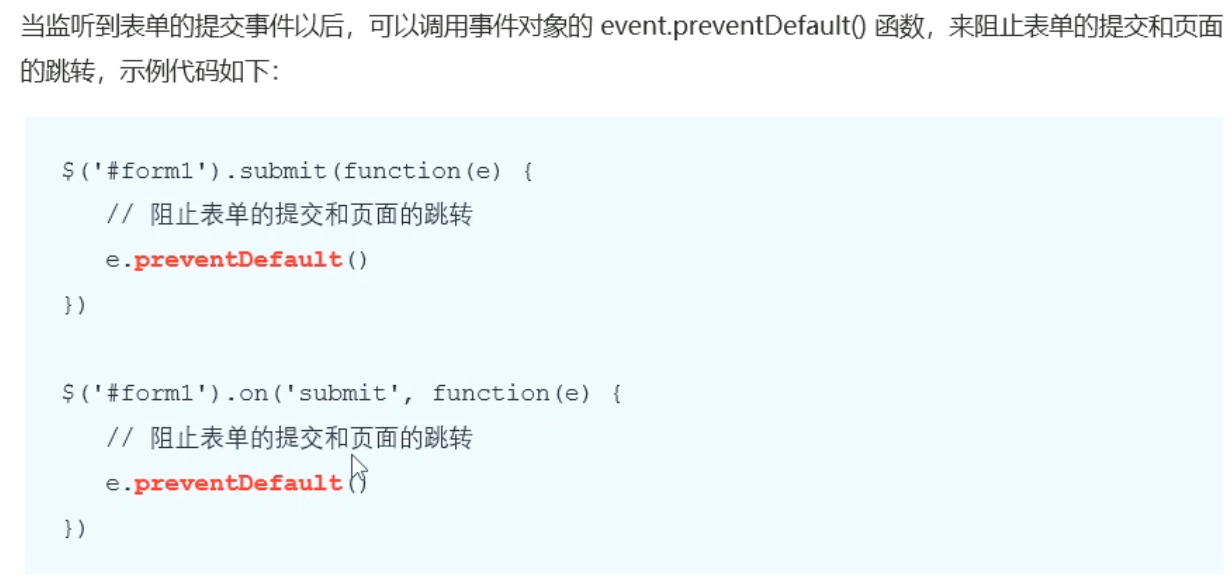 当监听到表单的提交事件以后，可以调用事件对象的 event.preventDefault() 函数，来阻止表单的提交和页面
的跳转，示例代码如下：
$('#form1').submit(function(e) {
// 阻止表单的提交和页面的跳转
e.preventDefault()
})
$('#form1').on('submit', function(e) {
// 阻止表单的提交和页面的跳转
e.preventDefault()
})